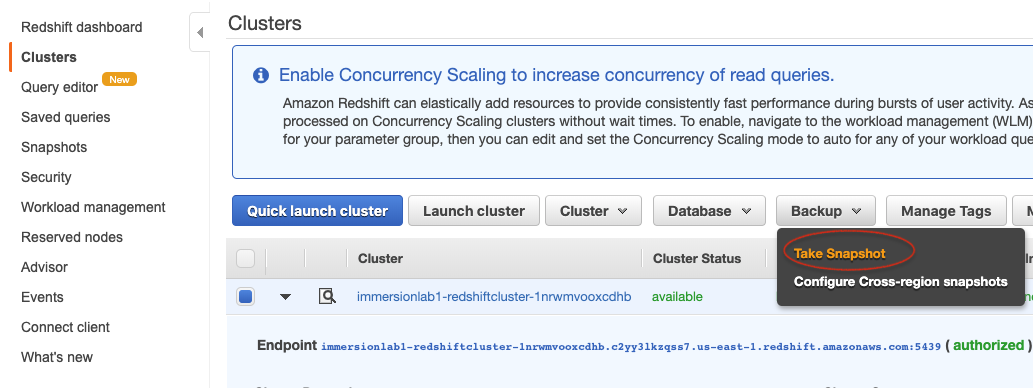 Redshift dashboard
Clusters
Query editor New
Saved queries
Snapshots
Security
Workload management
Reserved nodes
Advisor
Events
Connect client
What's new
Clusters
Enable Concurrency Scaling to increase concurrency of read queries.
Amazon Redshift can elastically add resources to provide consistently fast performance during bursts of user activity. As
processed on Concurrency Scaling clusters without wait times. To enable, navigate to the workload management (WLM)
for your parameter group, then you can edit and set the Concurrency Scaling mode to auto for any of your workload que
Quick launch cluster Launch cluster Cluster Database Backup Manage Tags
Take Snapshot
Configure Cross-region snapshots
Cluster Cluster Status
immersionlab1-redshiftcluster-1nrwmvooxcdhb available
Endpoint immersionlab1-redshiftcluster-1nrwmvooxcdhb.c2yy3lkzqss7.us-east-1.redshift.amazonaws.com:5439 ( authorized )